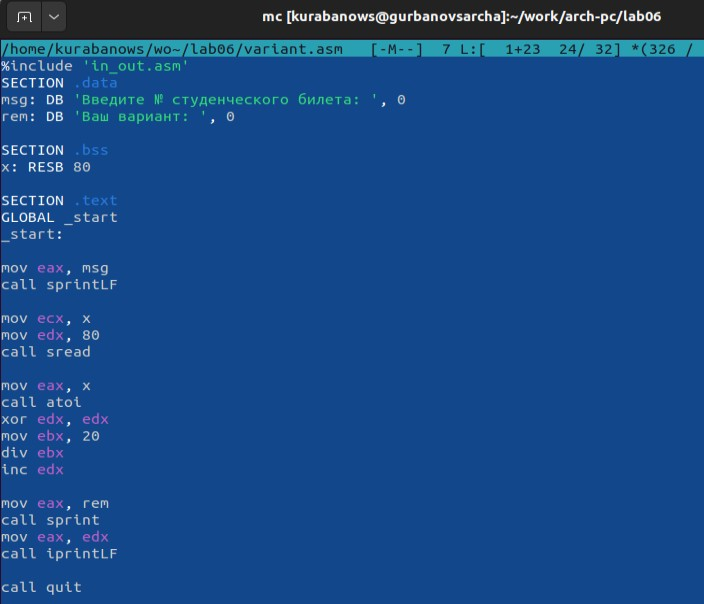 mc [kurabanows@gurbanovsarcha]:~/work/arch-pc/lab06
/home/kurabanows/wo~/lab06/variant.asm   [-M--]  7 L:[  1+23  24/ 32] *(326 /
%include 'in_out.asm'
SECTION .data
msg: DB 'Введите № студенческого билета: ', 0
rem: DB 'Ваш вариант: ', 0

SECTION .bss
x: RESB 80

SECTION .text
GLOBAL _start
_start:

mov eax, msg
call sprintLF

mov ecx, x
mov edx, 80
call sread

mov eax, x
call atoi
xor edx, edx
mov ebx, 20
div ebx
inc edx

mov eax, rem
call sprint
mov eax, edx
call iprintLF

call quit